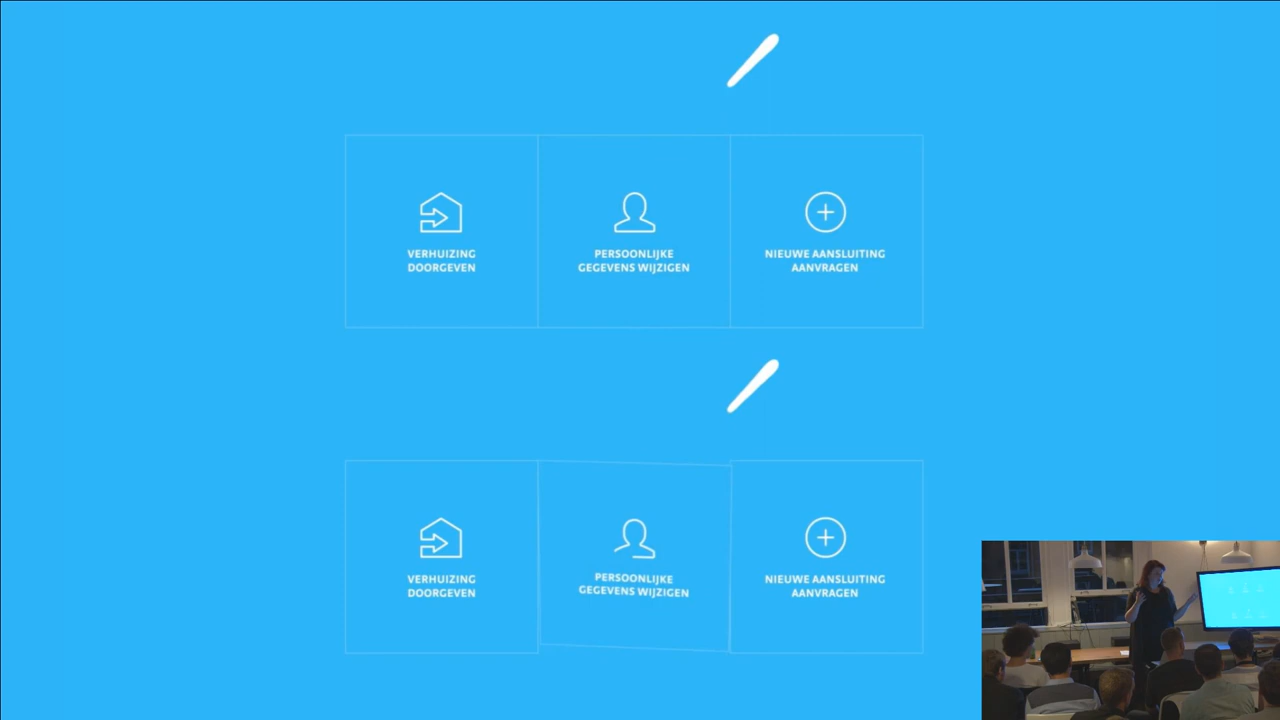 VERHUIZING
DOORGEVEN
PERSOONLIJKE
GEGEVENS WIJZIGEN
NIEUWE AANSLUITING
AANVRAGEN
VERHUIZING
DOORGEVEN
PERSOONLIJKE
GEGEVENS WIJZIGEN
NIEUWE AANSLUITING
AANVRAGEN